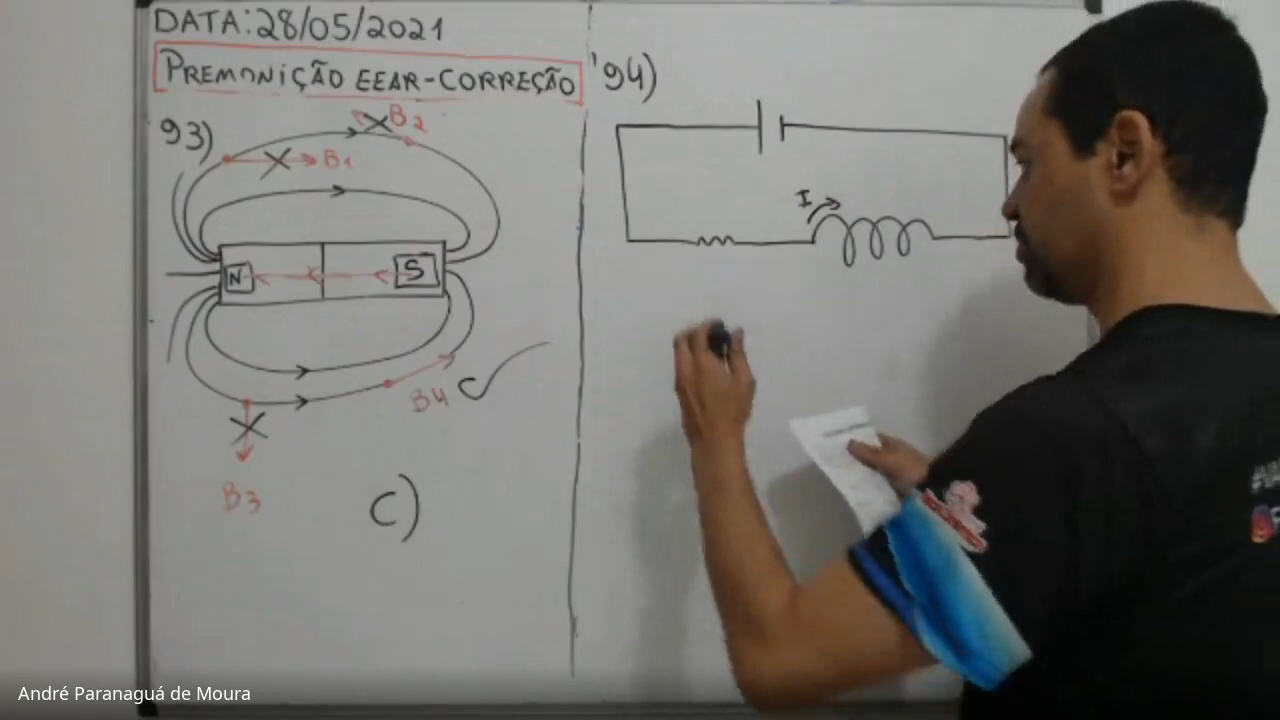 DATA: 28/05/2021
PREMONIÇÃO EEAR-CORREÇÃO
93)
B2
B1
N
S
B4
B3
C)
94)
I
André Paranaguá de Moura